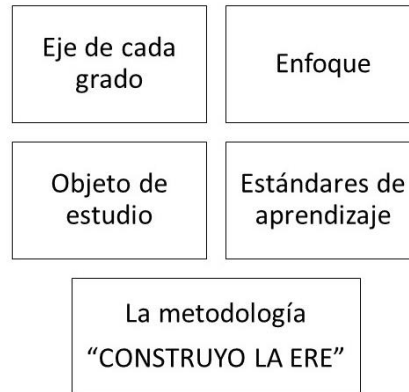 Eje de cada
grado
Enfoque
Objeto de
estudio
Estándares de
aprendizaje
La metodología
“CONSTRUYO LA ERE”